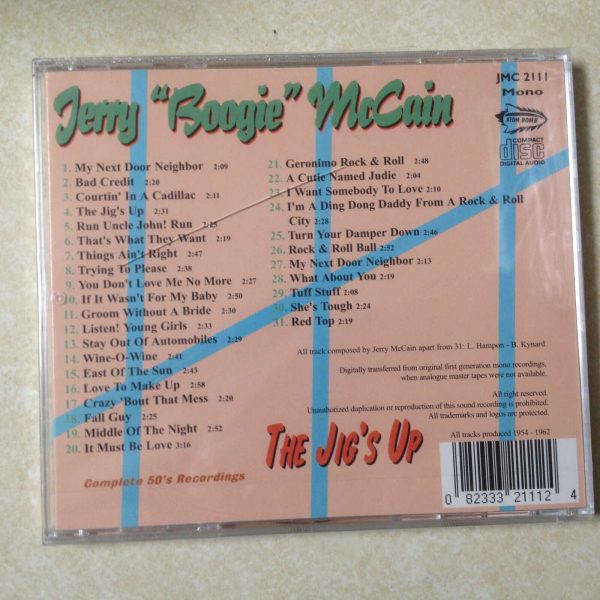 JMC 2111
Mono
Jerry "Boogie" McCain
ATOM BOMB
COMPACT
disc
DIGITAL AUDIO
1. My Next Door Neighbor 2:09
2. Bad Credit 2:20
3. Courtin' In A Cadillac 2:11
4. The Jig's Up 2:31
5. Run Uncle John! Run 2:25
6. That's What They Want 2:19
7. Things Ain't Right 2:47
8. Trying To Please 2:38
9. You Don't Love Me No More 2:27
10. If It Wasn't For My Baby 2:50
11. Groom Without A Bride 2:30
12. Listen! Young Girls 2:33
13. Stay Out Of Automobiles 2:29
14. Wine-O-Wine 2:41
15. East Of The Sun 2:43
16. Love To Make Up 2:58
17. Crazy 'Bout That Mess 2:20
18. Fall Guy 2:25
19. Middle Of The Night 2:52
20. It Must Be Love 3:16
21. Geronimo Rock & Roll 2:48
22. A Cutie Named Judie 2:04
23. I Want Somebody To Love 2:10
24. I'm A Ding Dong Daddy From A Rock & Roll
City 2:28
25. Turn Your Damper Down 2:46
26. Rock & Roll Ball 2:52
27. My Next Door Neighbor 2:13
28. What About You 2:19
29. Tuff Stuff 2:08
30. She's Tough 2:24
31. Red Top 2:19
All track composed by Jerry McCain apart from 31: L. Hampon - B. Kynard
Digitally transferred from original first generation mono recordings,
when analogue master tapes were not available.
All right reserved.
Unauthorized duplication or reproduction of this sound recording is prohibited.
All trademarks and logos are protected.
All tracks produced 1954 - 1962
The Jig's Up
Complete 50's Recordings
0 82333 21112 4